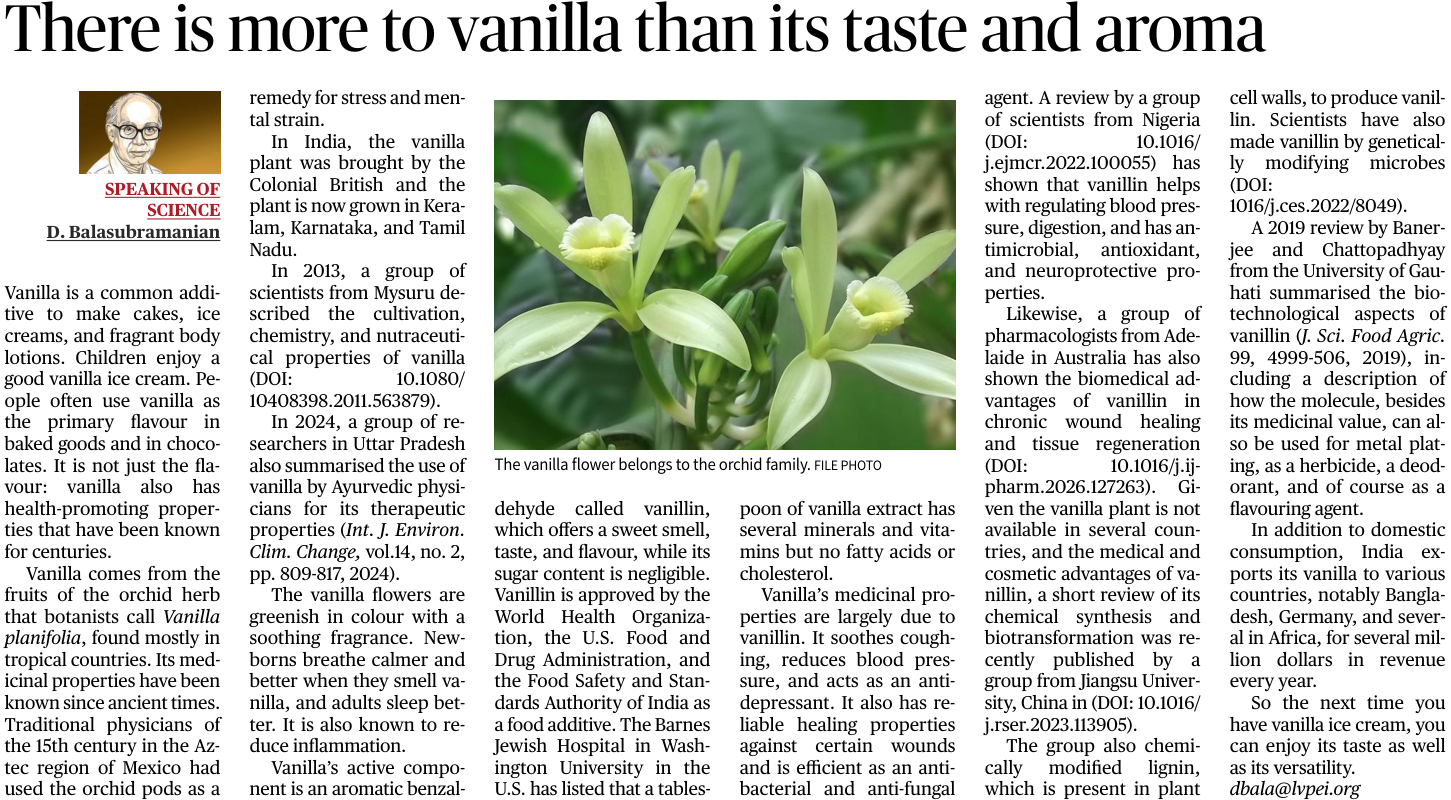 There is more to vanilla than its taste and aroma
SPEAKING OF
SCIENCE
D. Balasubramanian
Vanilla is a common addi-
tive to make cakes, ice
creams, and fragrant body
lotions. Children enjoy a
good vanilla ice cream. Pe-
ople often use vanilla as
the primary flavour in
baked goods and in choco-
lates. It is not just the fla-
vour: vanilla also has
health-promoting proper-
ties that have been known
for centuries.
Vanilla comes from the
fruits of the orchid herb
that botanists call Vanilla
planifolia, found mostly in
tropical countries. Its med-
icinal properties have been
known since ancient times.
Traditional physicians of
the 15th century in the Az-
tec region of Mexico had
used the orchid pods as a
remedy for stress and men-
tal strain.
In India, the vanilla
plant was brought by the
Colonial British and the
plant is now grown in Kera-
lam, Karnataka, and Tamil
Nadu.
In 2013, a group of
scientists from Mysuru de-
scribed the cultivation,
chemistry, and nutraceuti-
cal properties of vanilla
(DOI: 10.1080/
10408398.2011.563879).
In 2024, a group of re-
searchers in Uttar Pradesh
also summarised the use of
vanilla by Ayurvedic physi-
cians for its therapeutic
properties (Int. J. Environ.
Clim. Change, vol.14, no. 2,
pp. 809-817, 2024).
The vanilla flowers are
greenish in colour with a
soothing fragrance. New-
borns breathe calmer and
better when they smell va-
nilla, and adults sleep bet-
ter. It is also known to re-
duce inflammation.
Vanilla's active compo-
nent is an aromatic benzal-
The vanilla flower belongs to the orchid family. FILE PHOTO
dehyde called vanillin,
which offers a sweet smell,
taste, and flavour, while its
sugar content is negligible.
Vanillin is approved by the
World Health Organiza-
tion, the U.S. Food and
Drug Administration, and
the Food Safety and Stan-
dards Authority of India as
a food additive. The Barnes
Jewish Hospital in Wash-
ington University in the
U.S. has listed that a tables-
poon of vanilla extract has
several minerals and vita-
mins but no fatty acids or
cholesterol.
Vanilla's medicinal pro-
perties are largely due to
vanillin. It soothes cough-
ing, reduces blood pres-
sure, and acts as an anti-
depressant. It also has re-
liable healing properties
against certain wounds
and is efficient as an anti-
bacterial and anti-fungal
agent. A review by a group
of scientists from Nigeria
(DOI: 10.1016/
j.ejmcr.2022.100055) has
shown that vanillin helps
with regulating blood pres-
sure, digestion, and has an-
timicrobial, antioxidant,
and neuroprotective pro-
perties.
Likewise, a group of
pharmacologists from Ade-
laide in Australia has also
shown the biomedical ad-
vantages of vanillin in
chronic wound healing
and tissue regeneration
(DOI: 10.1016/j.ij-
pharm.2026.127263). Gi-
ven the vanilla plant is not
available in several coun-
tries, and the medical and
cosmetic advantages of va-
nillin, a short review of its
chemical synthesis and
biotransformation was re-
cently published by a
group from Jiangsu Univer-
sity, China in (DOI: 10.1016/
j.rser.2023.113905).
The group also chemi-
cally modified lignin,
which is present in plant
cell walls, to produce vanil-
lin. Scientists have also
made vanillin by genetical-
ly modifying microbes
(DOI:
1016/j.ces.2022/8049).
A 2019 review by Baner-
jee and Chattopadhyay
from the University of Gau-
hati summarised the bio-
technological aspects of
vanillin (J. Sci. Food Agric.
99, 4999-506, 2019), in-
cluding a description of
how the molecule, besides
its medicinal value, can al-
so be used for metal plat-
ing, as a herbicide, a deod-
orant, and of course as a
flavouring agent.
In addition to domestic
consumption, India ex-
ports its vanilla to various
countries, notably Bangla-
desh, Germany, and sever-
al in Africa, for several mil-
lion dollars in revenue
every year.
So the next time you
have vanilla ice cream, you
can enjoy its taste as well
as its versatility.
dbala@lvpei.org